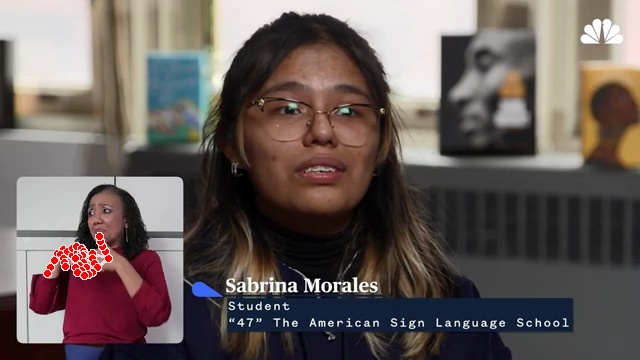 Sabrina Morales
Student
“47” The American Sign Language School